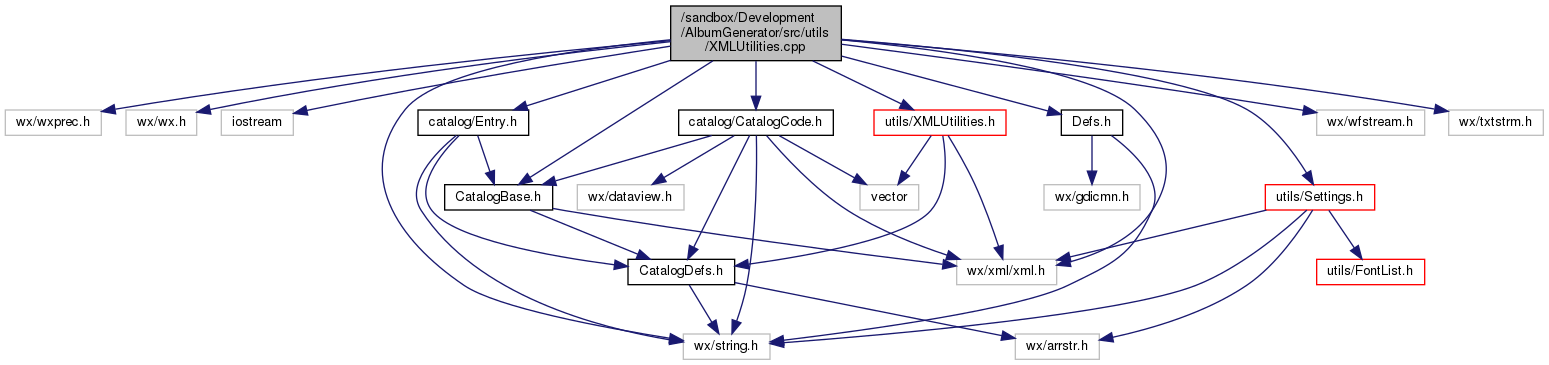 /sandbox/Development
/AlbumGenerator/src/utils
/XMLUtilities.cpp
wx/wxprec.h
wx/wx.h
iostream
catalog/Entry.h
catalog/CatalogCode.h
utils/XMLUtilities.h
Defs.h
wx/wfstream.h
wx/txtstrm.h
CatalogBase.h
wx/dataview.h
vector
wx/gdicmn.h
utils/Settings.h
CatalogDefs.h
wx/xml/xml.h
utils/FontList.h
wx/string.h
wx/arrstr.h